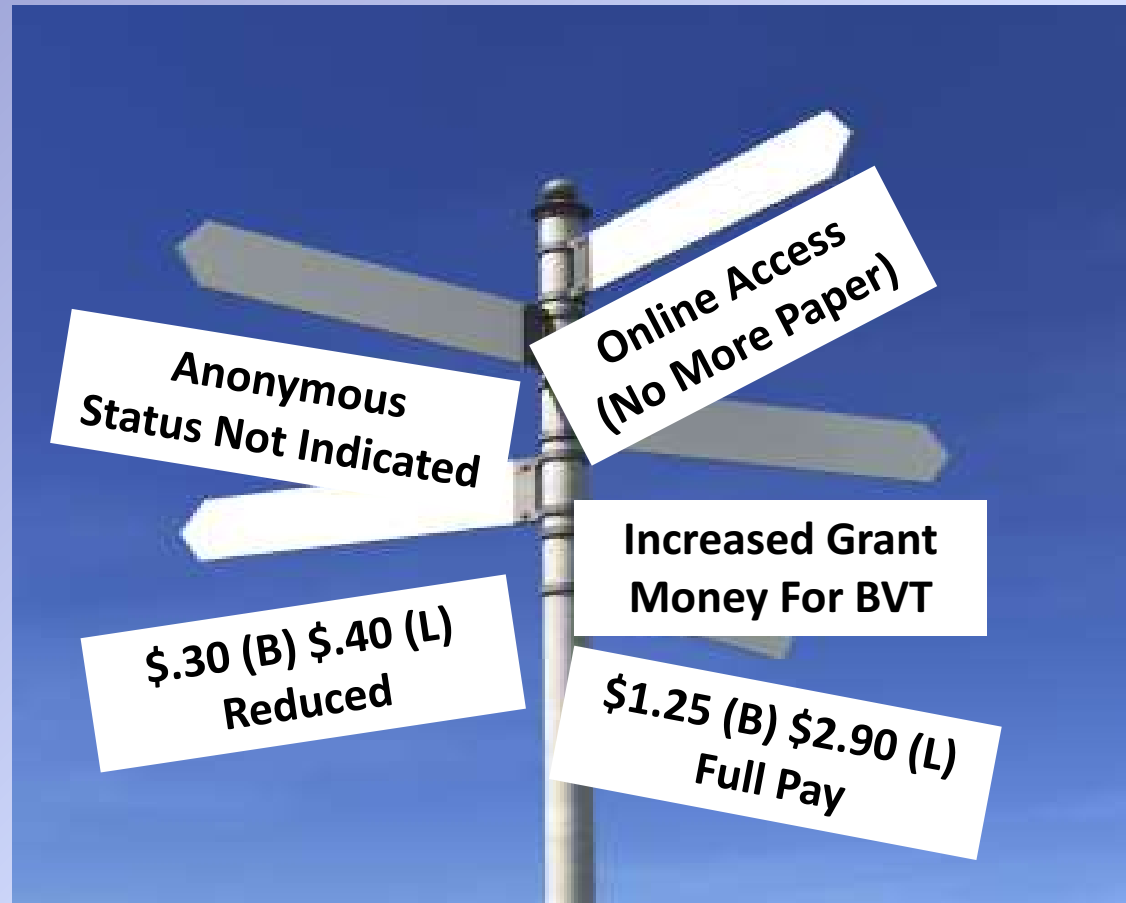 Online Access
(No More Paper)
Anonymous
Status Not Indicated
Increased Grant
Money For BVT
$.30 (B) $.40 (L)
Reduced
$1.25 (B) $2.90 (L)
Full Pay